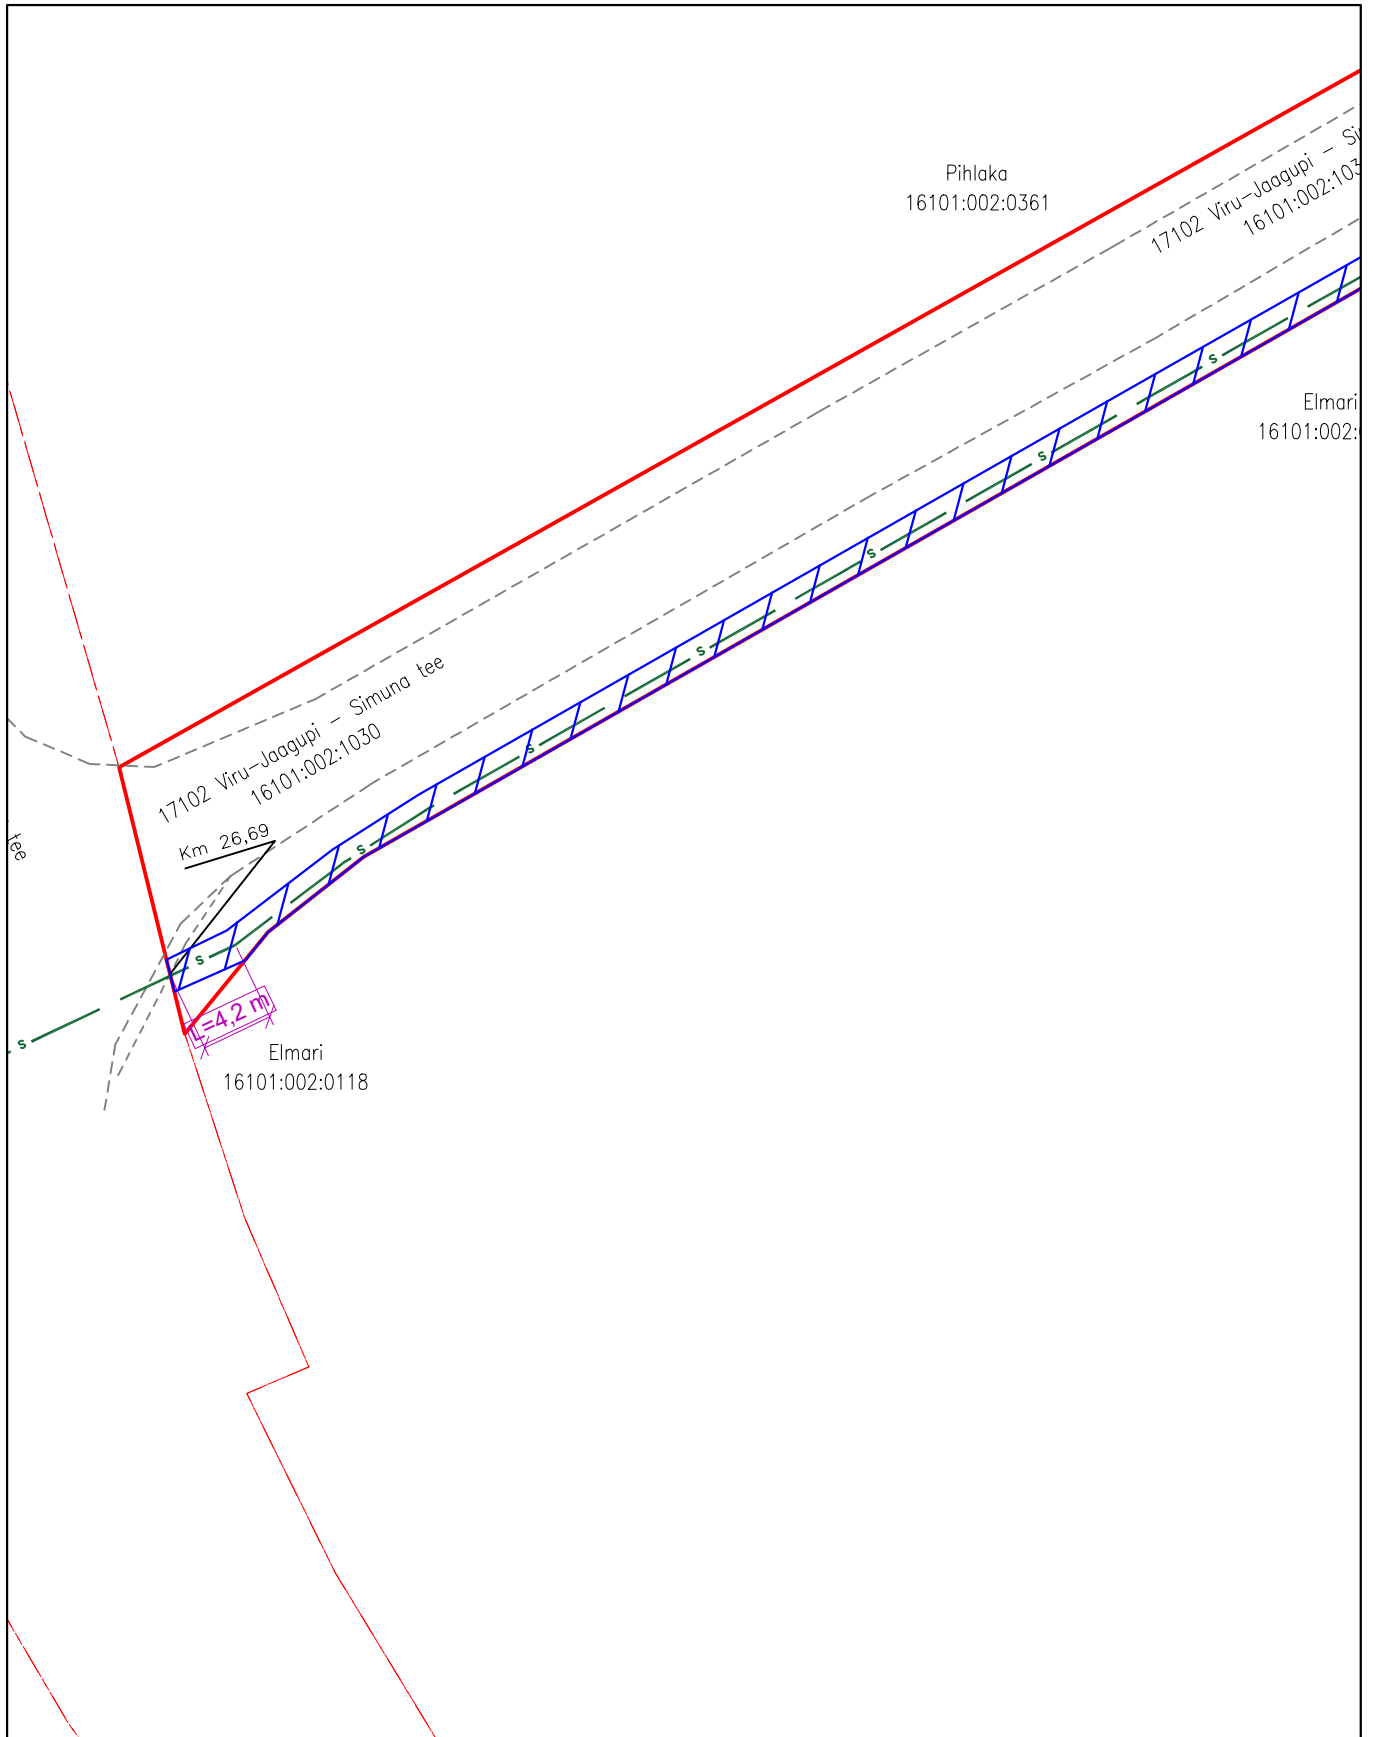 Pihlaka
16101:002:0361
17102 Viru-Jaagupi - Si
16101:002:103
Elmari
16101:002:
s
s
s
s
s
17102 Viru-Jaagupi - Simuna tee
16101:002:1030
Km 26,69
tee
s
s
s
L=4,2 m
Elmari
16101:002:0118